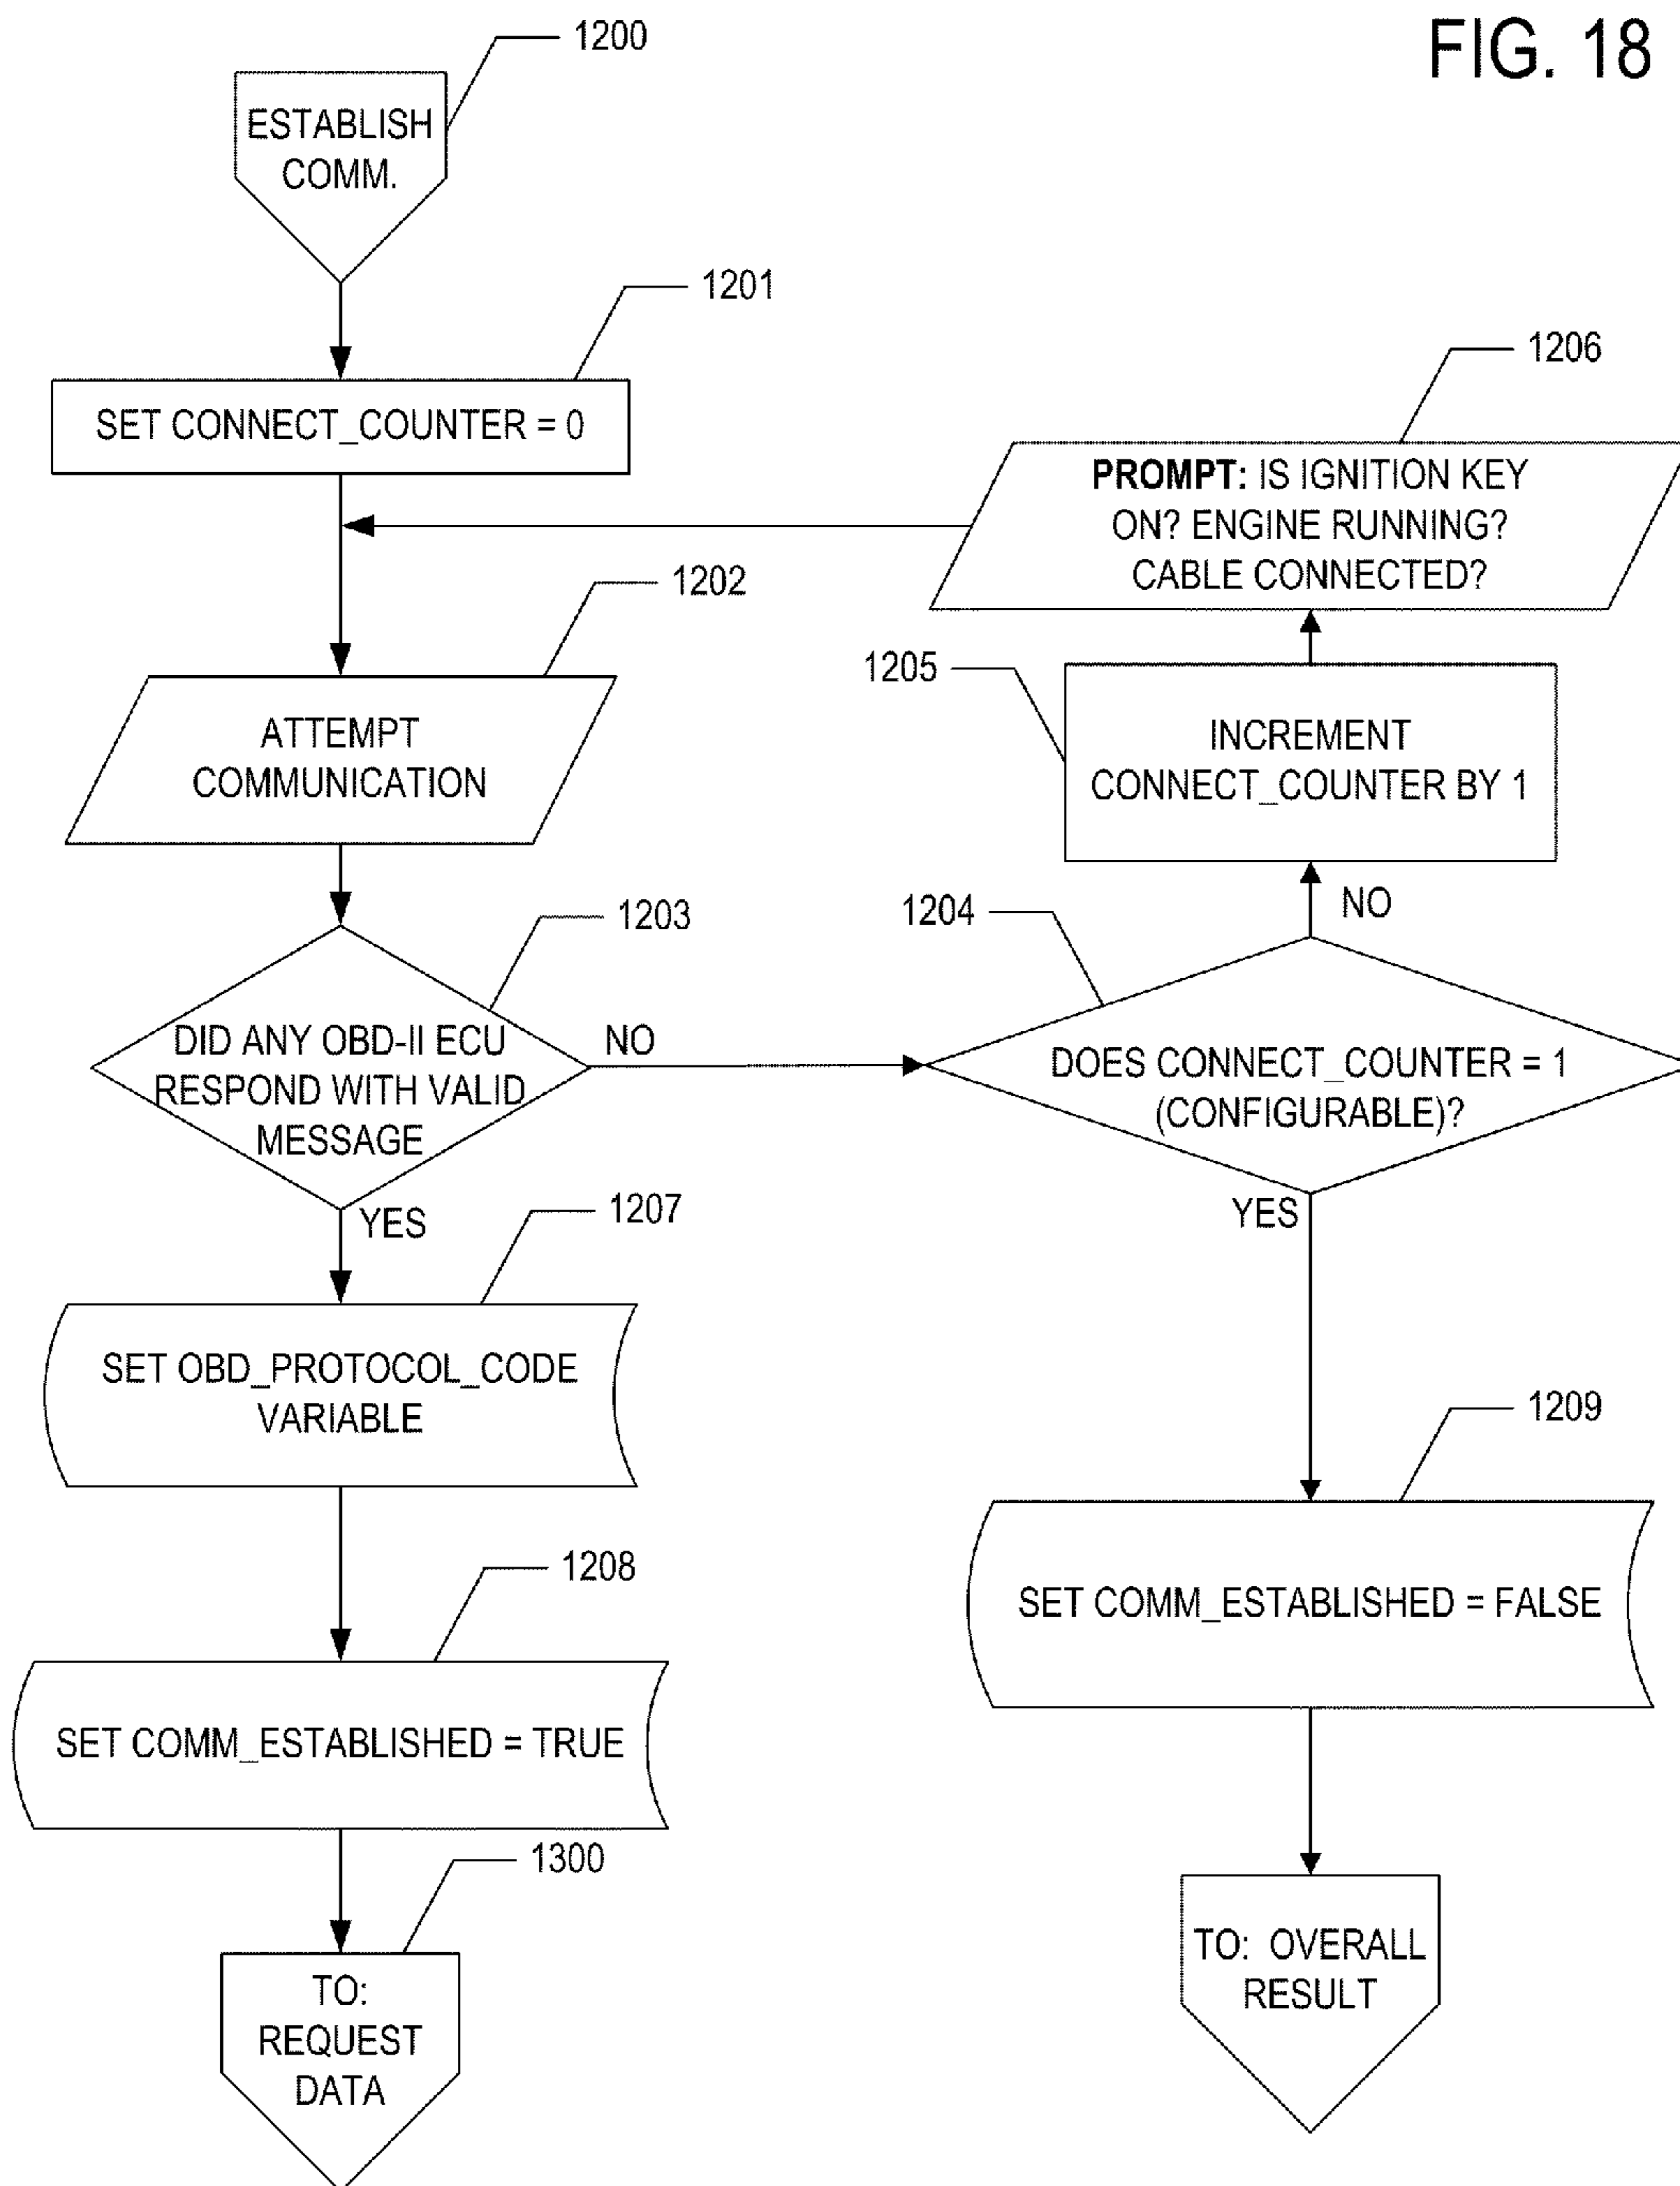 FIG. 18
1200
ESTABLISH
COMM.
1201
SET CONNECT_COUNTER = 0
1206
PROMPT: IS IGNITION KEY
ON? ENGINE RUNNING?
CABLE CONNECTED?
1202
ATTEMPT
COMMUNICATION
1205
INCREMENT
CONNECT_COUNTER BY 1
NO
1203
DID ANY OBD-II ECU
RESPOND WITH VALID
MESSAGE
NO
1204
DOES CONNECT_COUNTER = 1
(CONFIGURABLE)?
YES
YES
1207
SET OBD_PROTOCOL_CODE
VARIABLE
1209
SET COMM_ESTABLISHED = FALSE
1208
SET COMM_ESTABLISHED = TRUE
1300
TO:
REQUEST
DATA
TO: OVERALL
RESULT